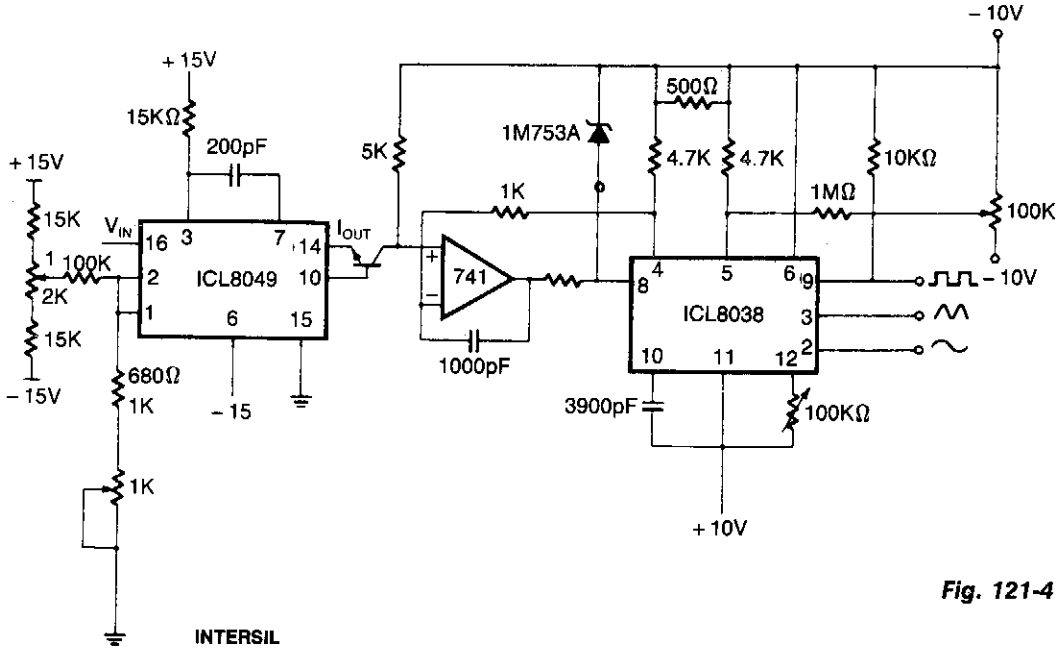 - 10V
+ 15V
15KΩ
200pF
5K
1M753A
500Ω
4.7K
4.7K
10KΩ
1K
1MΩ
100K
- 10V
+ 15V
15K
1
100K
2K
15K
- 15V
V_IN
I_OUT
16
3
7
14
2
ICL8049
10
1
6
15
680Ω
1K
1K
- 15
+
741
-
1000pF
8
4
5
6
9
ICL8038
3
2
10
11
12
3900pF
100KΩ
+ 10V
Fig. 121-4
INTERSIL